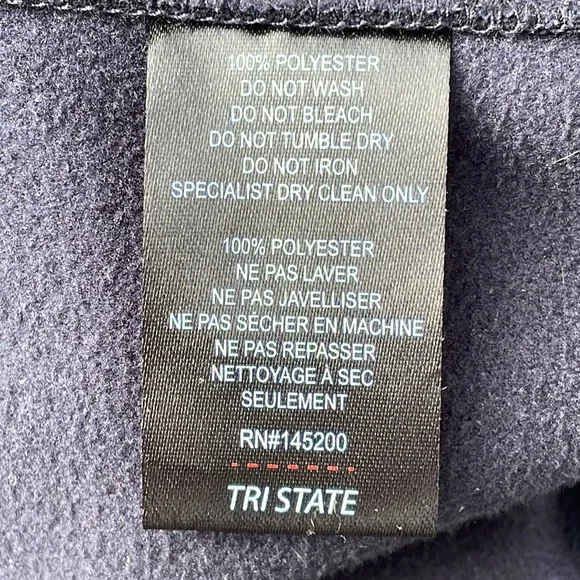 100% POLYESTER
DO NOT WASH
DO NOT BLEACH
DO NOT TUMBLE DRY
DO NOT IRON
SPECIALIST DRY CLEAN ONLY
100% POLYESTER
NE PAS LAVER
NE PAS JAVELLISER
NE PAS SÉCHER EN MACHINE
NE PAS REPASSER
NETTOYAGE À SEC
SEULEMENT
RN#145200
TRI STATE